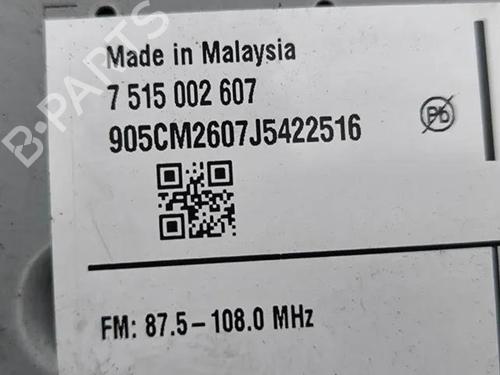 B-PARTS
Made in Malaysia
7 515 002 607
905CM2607J5422516
Pb
FM: 87.5 – 108.0 MHz